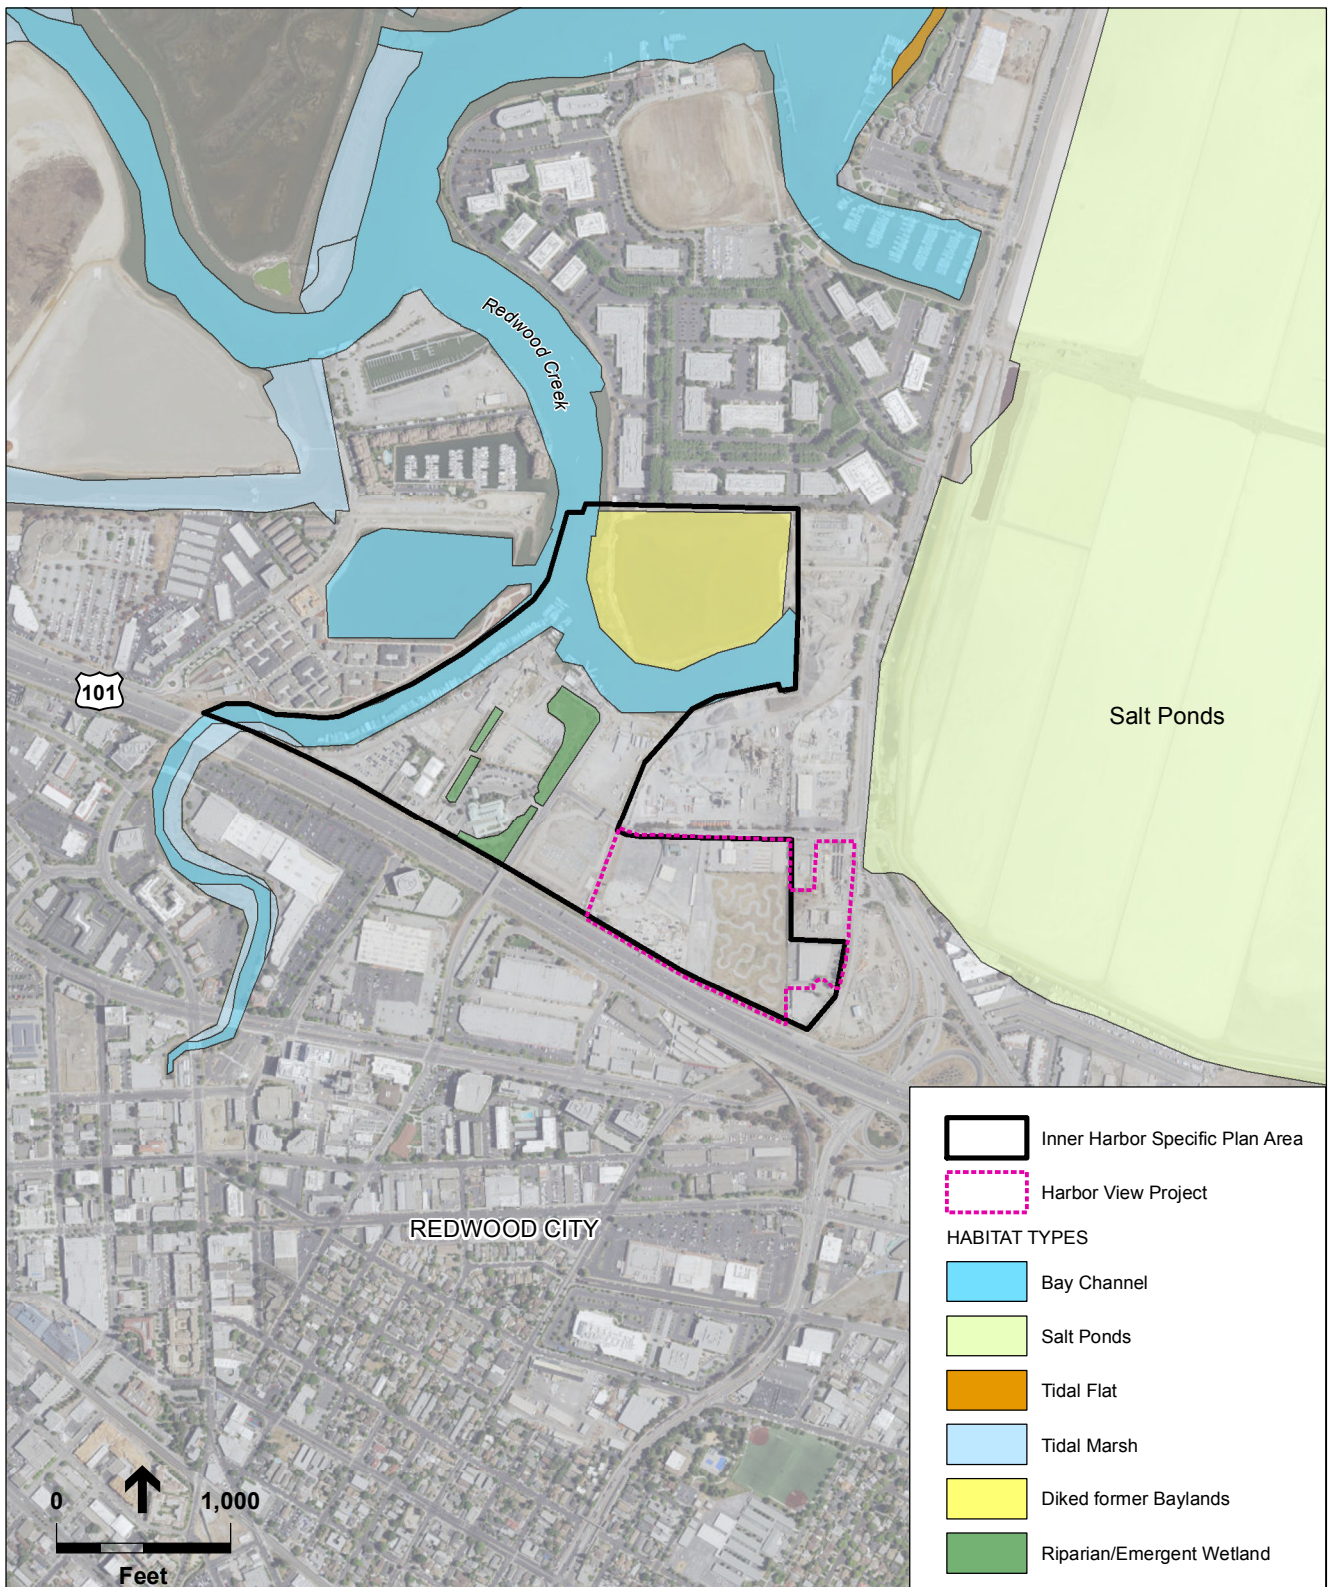 Redwood Creek
101
Salt Ponds
REDWOOD CITY
0 1,000
Feet
Inner Harbor Specific Plan Area
Harbor View Project
HABITAT TYPES
Bay Channel
Salt Ponds
Tidal Flat
Tidal Marsh
Diked former Baylands
Riparian/Emergent Wetland